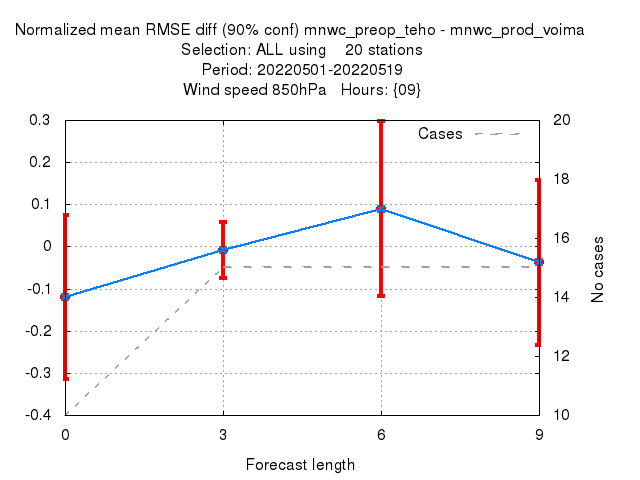 Normalized mean RMSE diff (90% conf) mnwc_preop_teho - mnwc_prod_voima
Selection: ALL using 20 stations
Period: 20220501-20220519
Wind speed 850hPa Hours: {09}
Cases
0.3
0.2
0.1
0
-0.1
-0.2
-0.3
-0.4
20
18
16
14
12
10
No cases
0 3 6 9
Forecast length